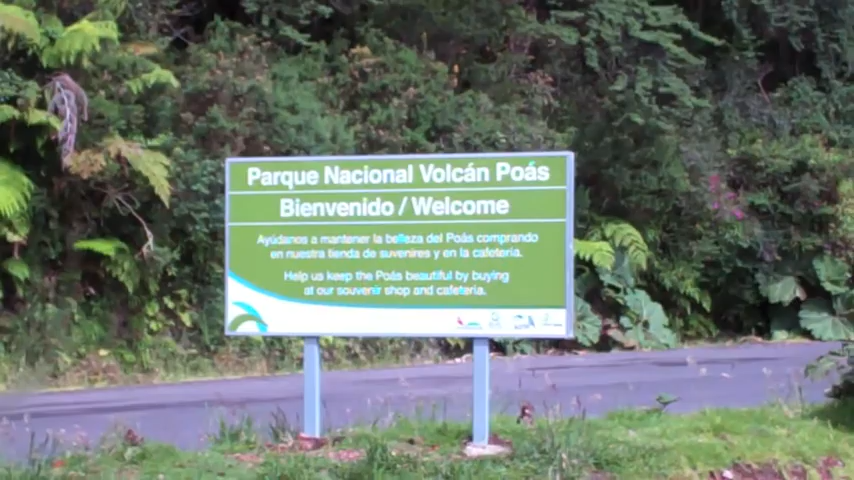 Parque Nacional Volcán Poás
Bienvenido / Welcome
Ayúdanos a mantener la belleza del Poás comprando
en nuestra tienda de suvenires y en la cafetería.
Help us keep the Poás beautiful by buying
at our souvenir shop and cafetería.